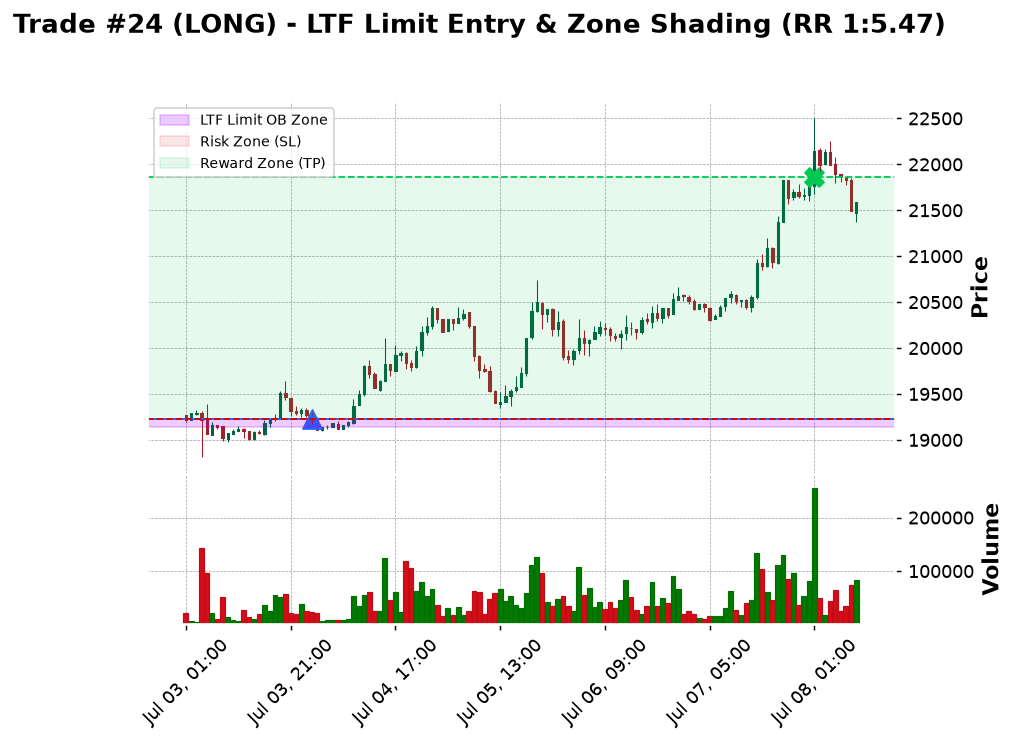 Trade #24 (LONG) - LTF Limit Entry & Zone Shading (RR 1:5.47)
LTF Limit OB Zone
Risk Zone (SL)
Reward Zone (TP)
22500
22000
21500
21000
20500
20000
19500
19000
Price
200000
100000
Volume
Jul 03, 01:00
Jul 03, 21:00
Jul 04, 17:00
Jul 05, 13:00
Jul 06, 09:00
Jul 07, 05:00
Jul 08, 01:00